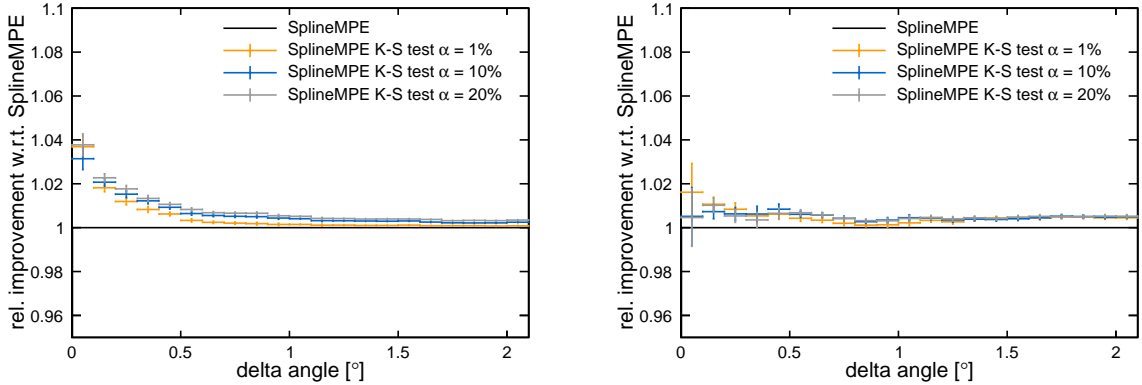 rel. improvement w.r.t. SplineMPE
1.1
1.08
1.06
1.04
1.02
1
0.98
0.96
SplineMPE
SplineMPE K-S test α = 1%
SplineMPE K-S test α = 10%
SplineMPE K-S test α = 20%
0 0.5 1 1.5 2
delta angle [°]
rel. improvement w.r.t. SplineMPE
1.1
1.08
1.06
1.04
1.02
1
0.98
0.96
SplineMPE
SplineMPE K-S test α = 1%
SplineMPE K-S test α = 10%
SplineMPE K-S test α = 20%
0 0.5 1 1.5 2
delta angle [°]